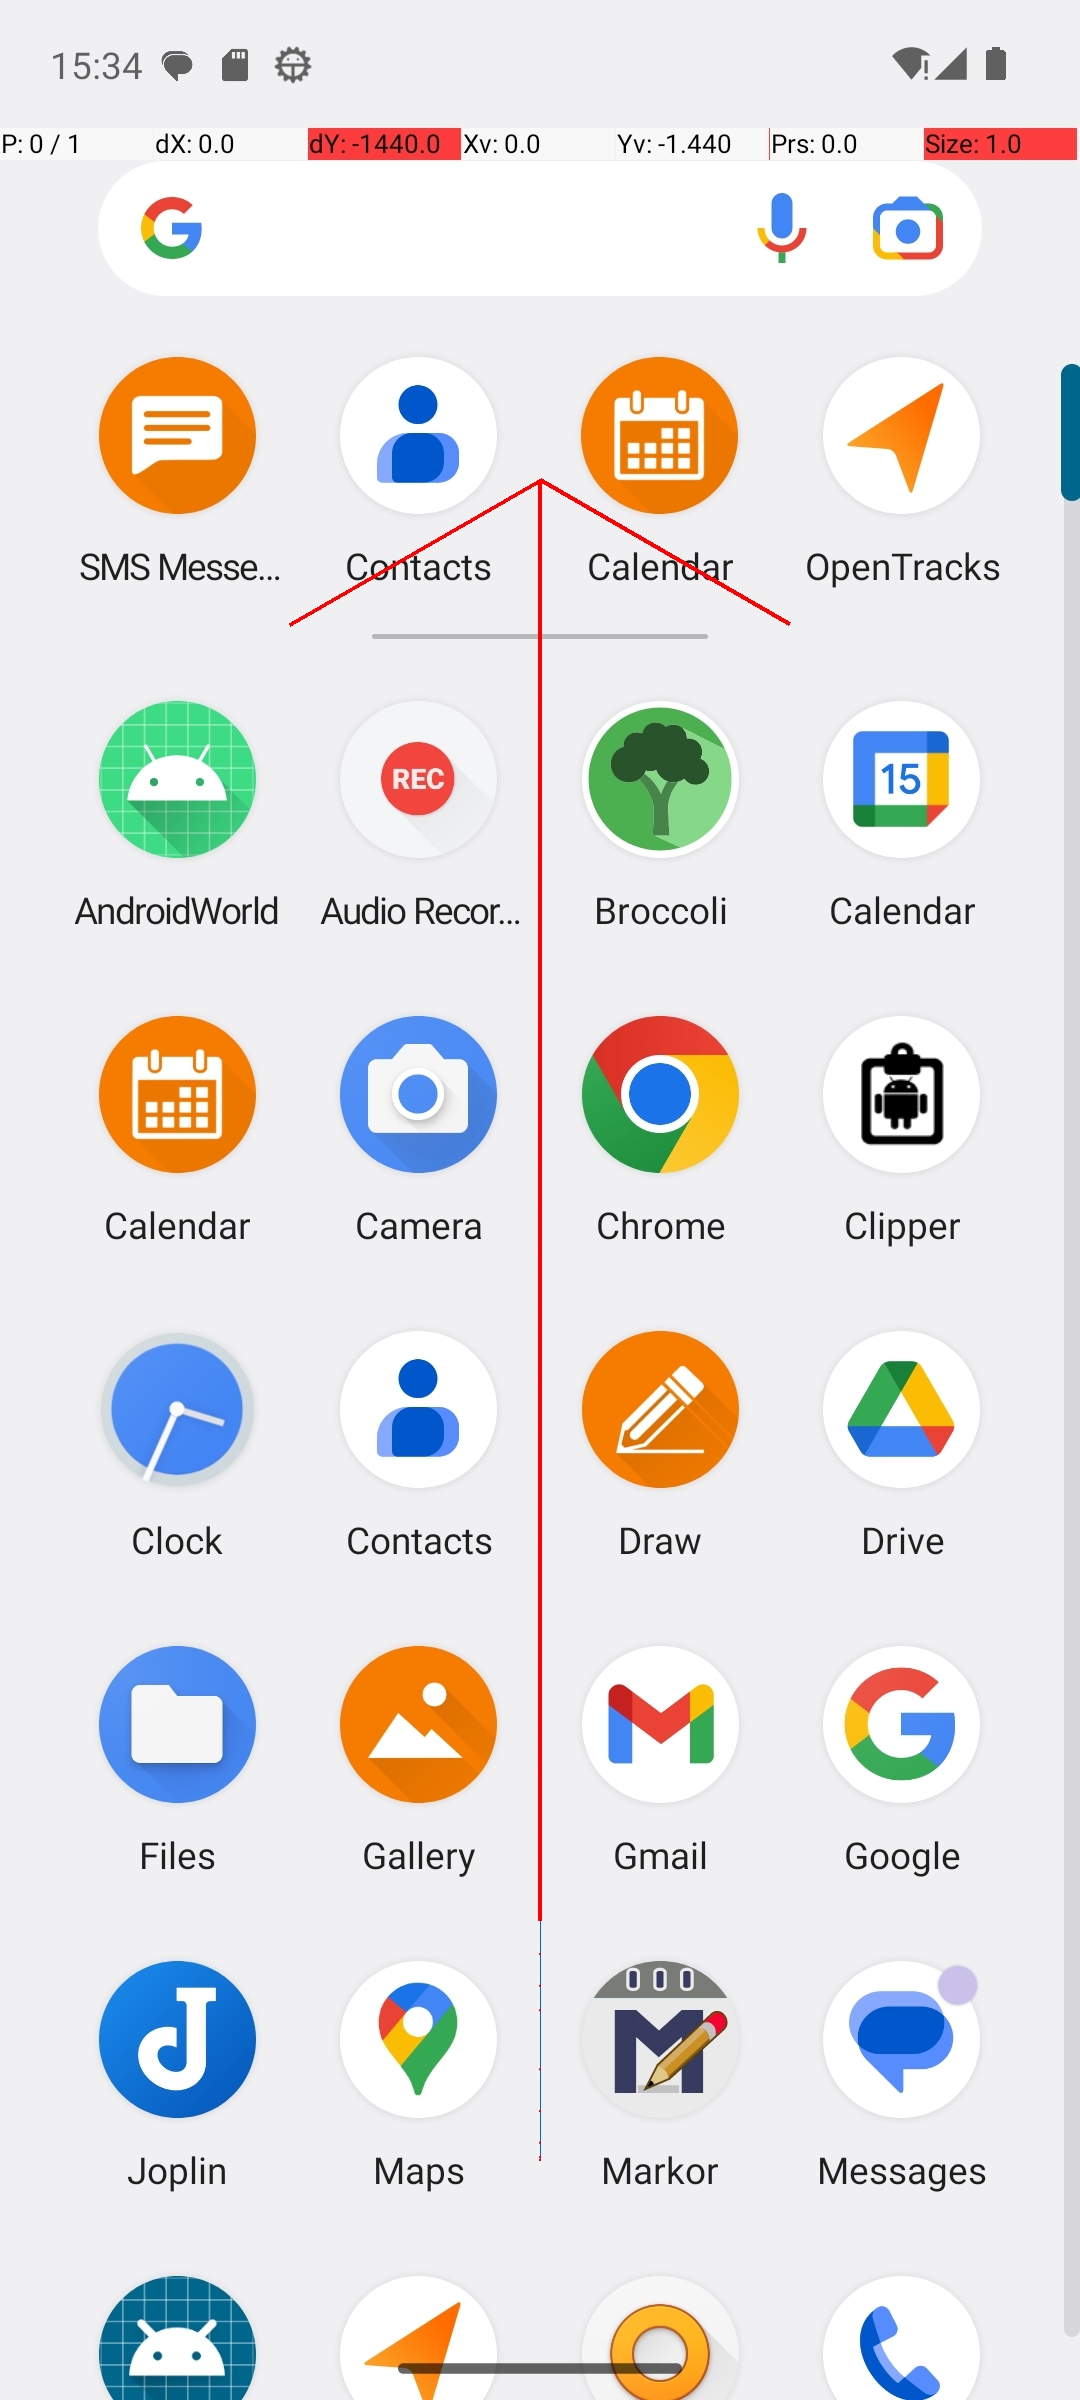 15:34
P: 0 / 1 dX: 0.0 dY: -1440.0 Xv: 0.0 Yv: -1.440 Prs: 0.0 Size: 1.0
SMS Messe... Contacts Calendar OpenTracks
REC 15
AndroidWorld Audio Recor... Broccoli Calendar
Calendar Camera Chrome Clipper
Clock Contacts Draw Drive
Files Gallery Gmail Google
Joplin Maps Markor Messages